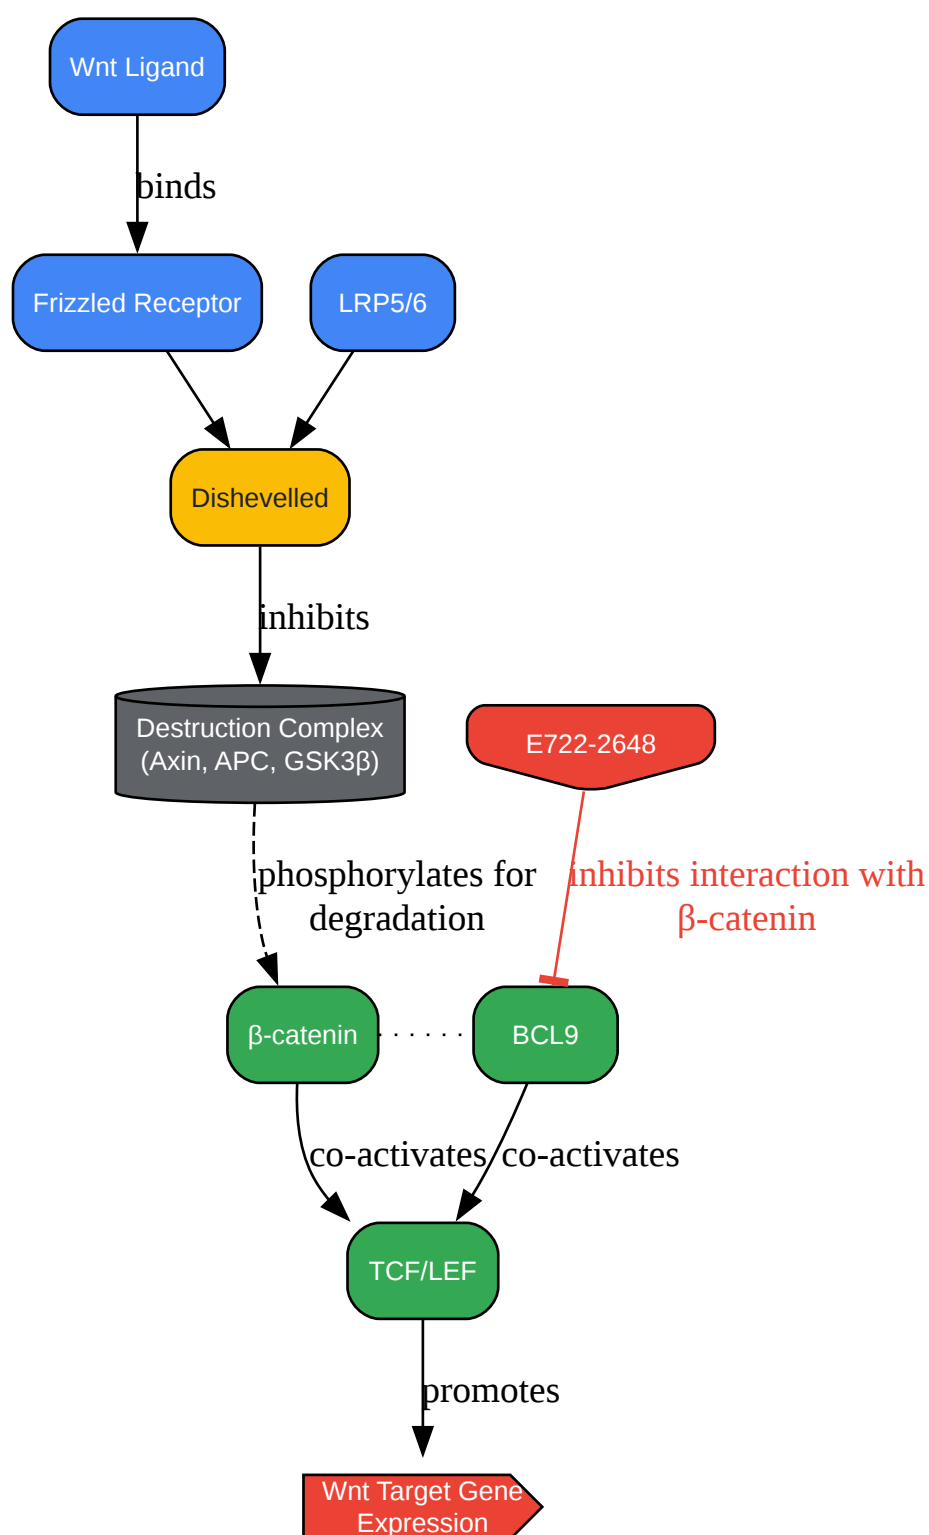 Wnt Ligand
binds
Frizzled Receptor
LRP5/6
Dishevelled
inhibits
Destruction Complex
(Axin, APC, GSK3β)
E722-2648
phosphorylates for
degradation
inhibits interaction with
β-catenin
β-catenin
BCL9
co-activates
co-activates
TCF/LEF
promotes
Wnt Target Gene
Expression